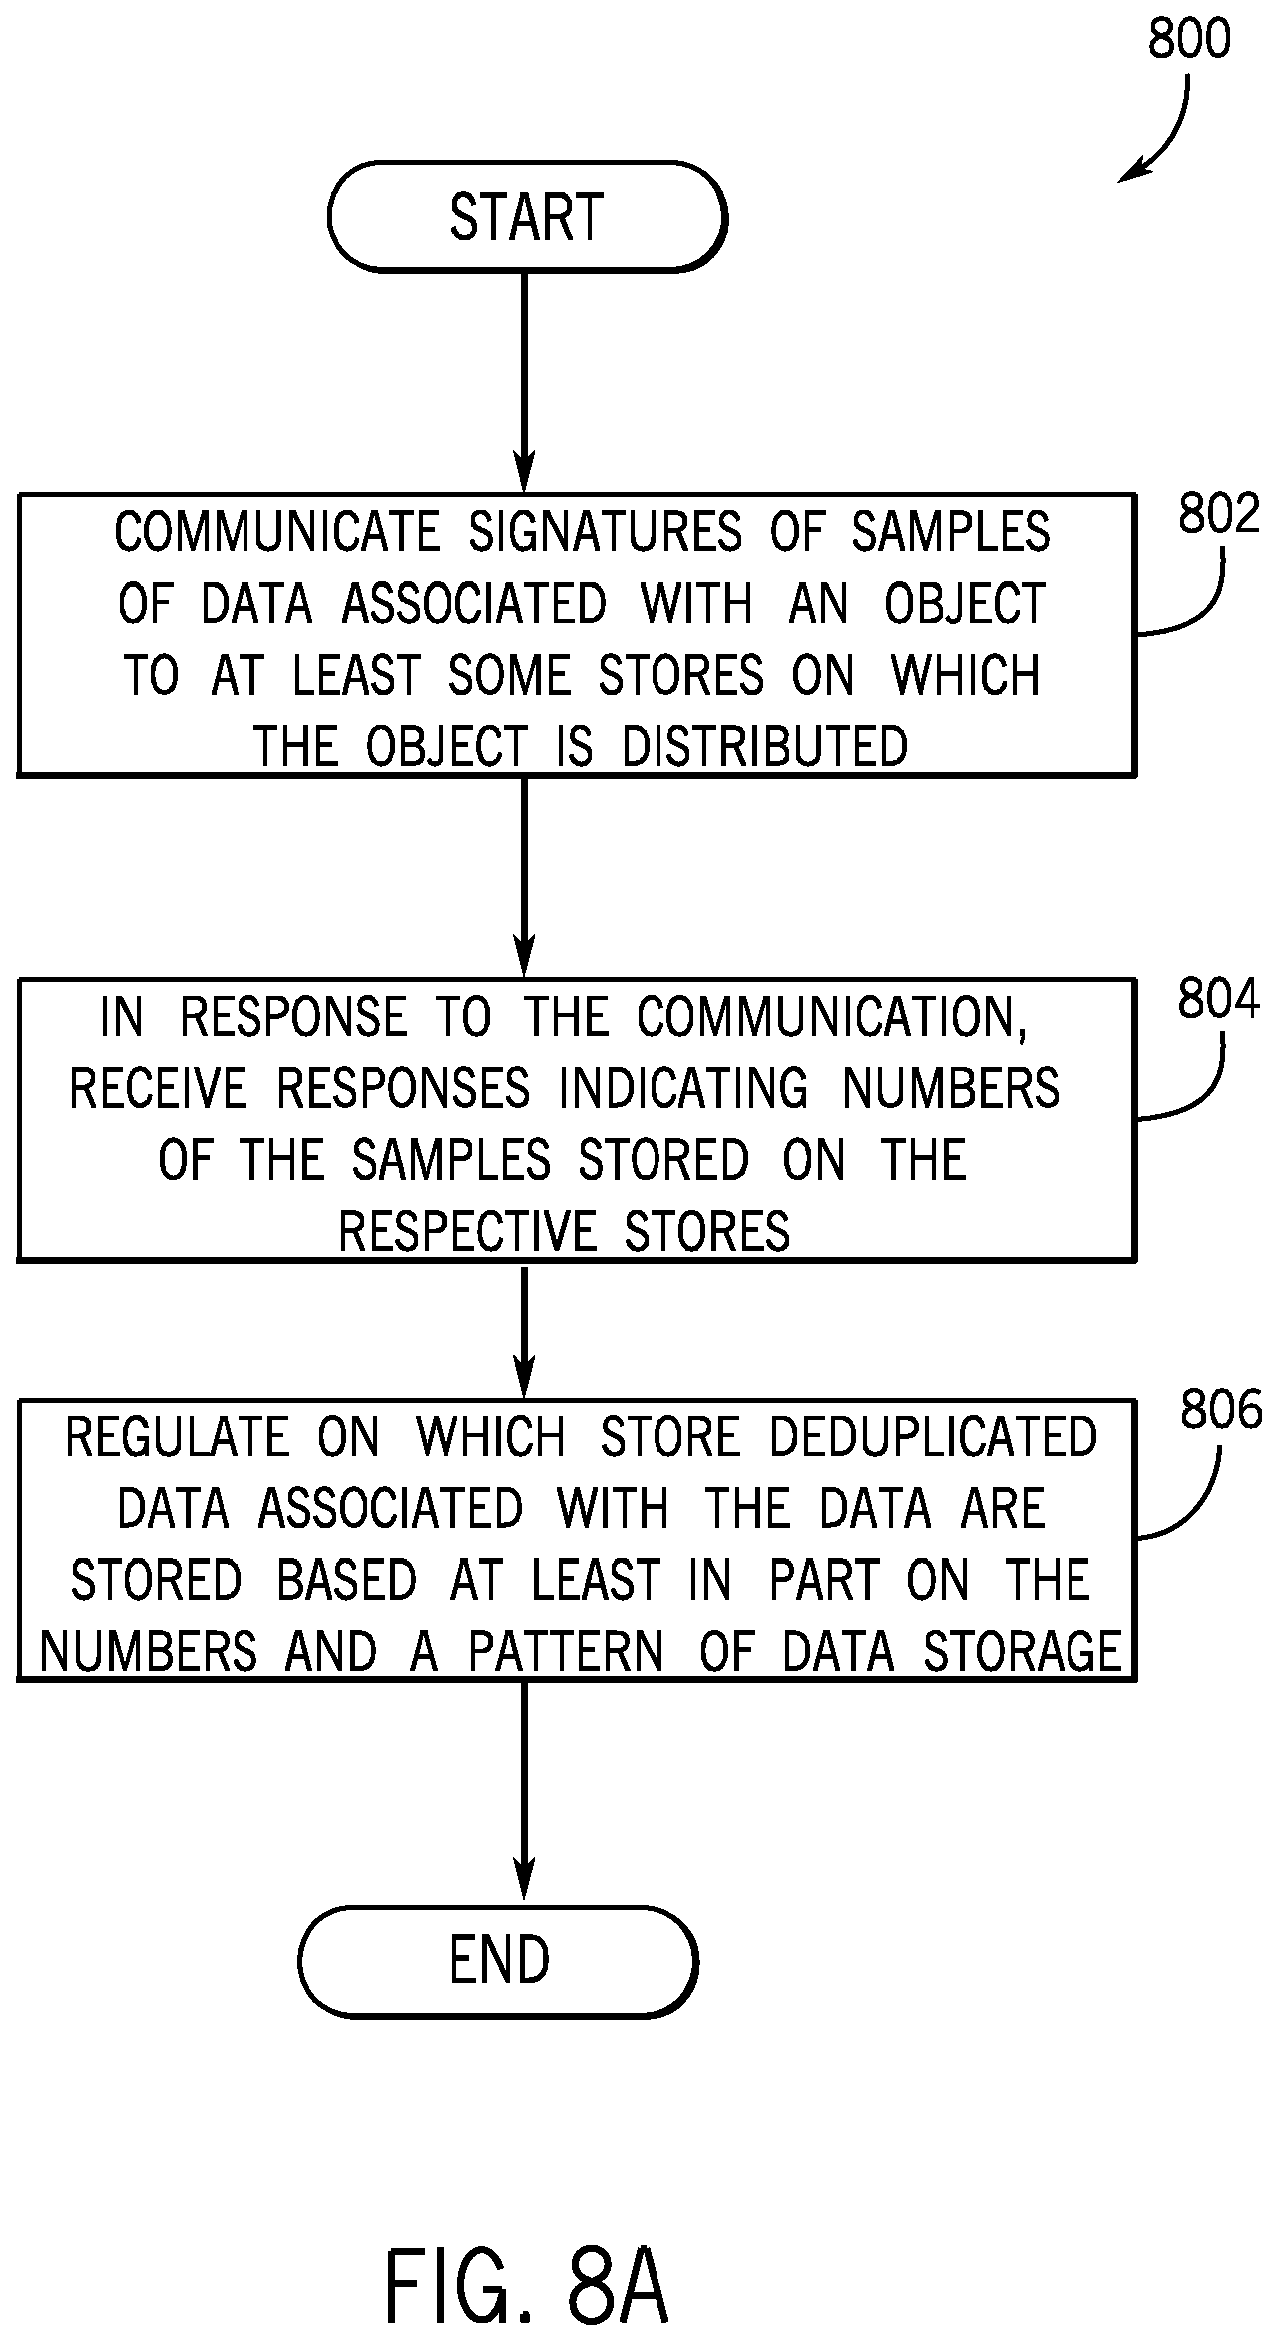 800
START
COMMUNICATE SIGNATURES OF SAMPLES
OF DATA ASSOCIATED WITH AN OBJECT
TO AT LEAST SOME STORES ON WHICH
THE OBJECT IS DISTRIBUTED
802
IN RESPONSE TO THE COMMUNICATION,
RECEIVE RESPONSES INDICATING NUMBERS
OF THE SAMPLES STORED ON THE
RESPECTIVE STORES
804
REGULATE ON WHICH STORE DEDUPLICATED
DATA ASSOCIATED WITH THE DATA ARE
STORED BASED AT LEAST IN PART ON THE
NUMBERS AND A PATTERN OF DATA STORAGE
806
END
FIG. 8A